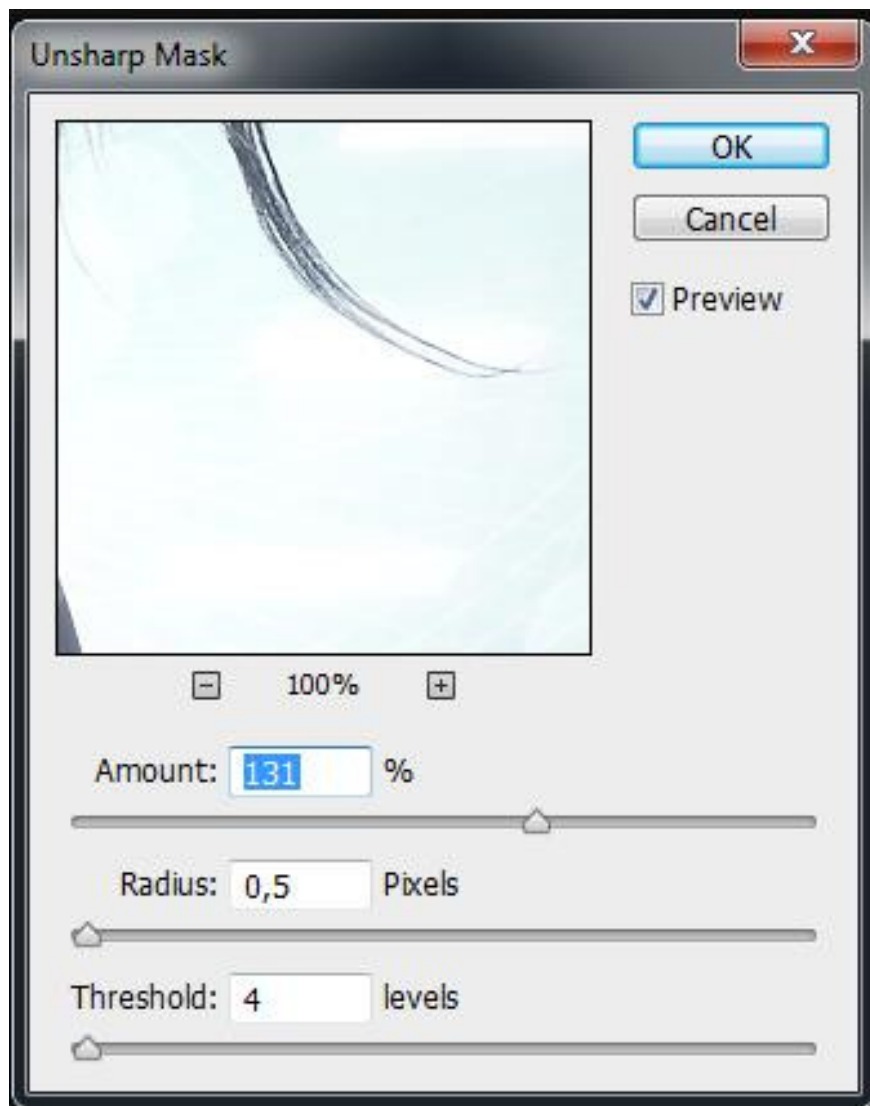 Unsharp Mask
OK
Cancel
Preview
100%
Amount: 131 %
Radius: 0,5 Pixels
Threshold: 4 levels